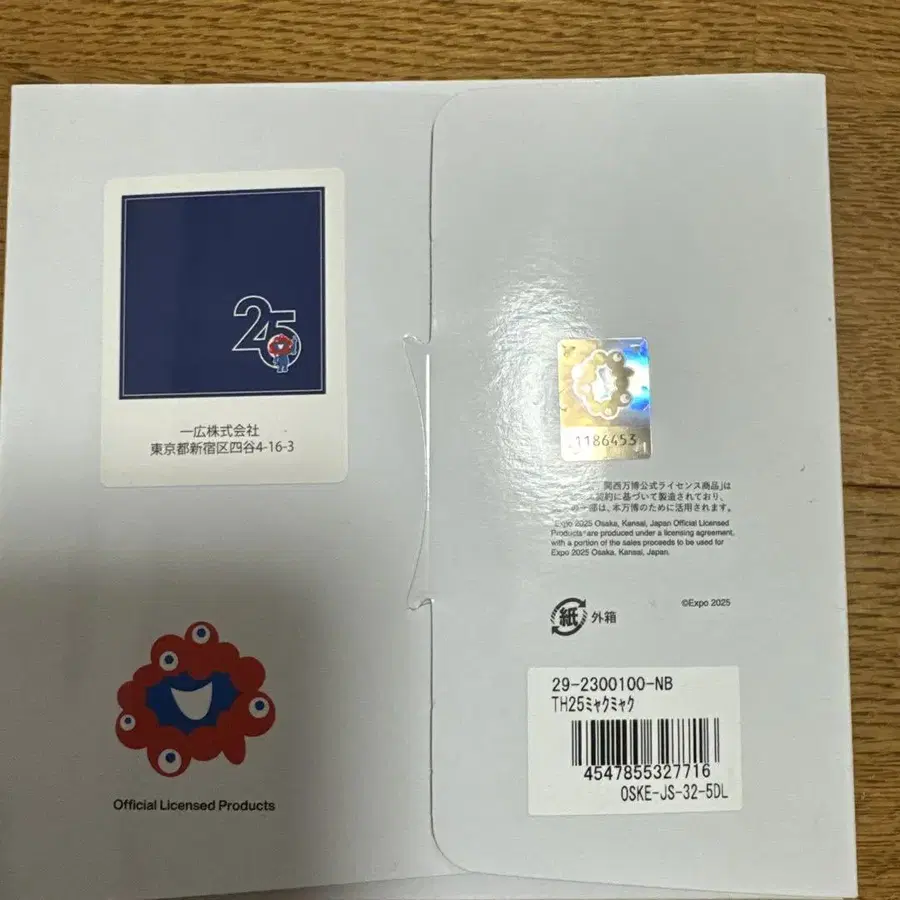 25
一広株式会社
東京都新宿区四谷4-16-3
Official Licensed Products
1186453
関西万博公式ライセンス商品」は
契約に基づいて製造されており、
一部は、本万博のために活用されます。
"Expo 2025 Osaka, Kansai, Japan Official Licensed
Products" are produced under a licensing agreement,
with a portion of the sales proceeds to be used for
Expo 2025 Osaka, Kansai, Japan.
紙 外箱
©Expo 2025
29-2300100-NB
TH25ミャクミャク
4547855327716
OSKE-JS-32-5DL